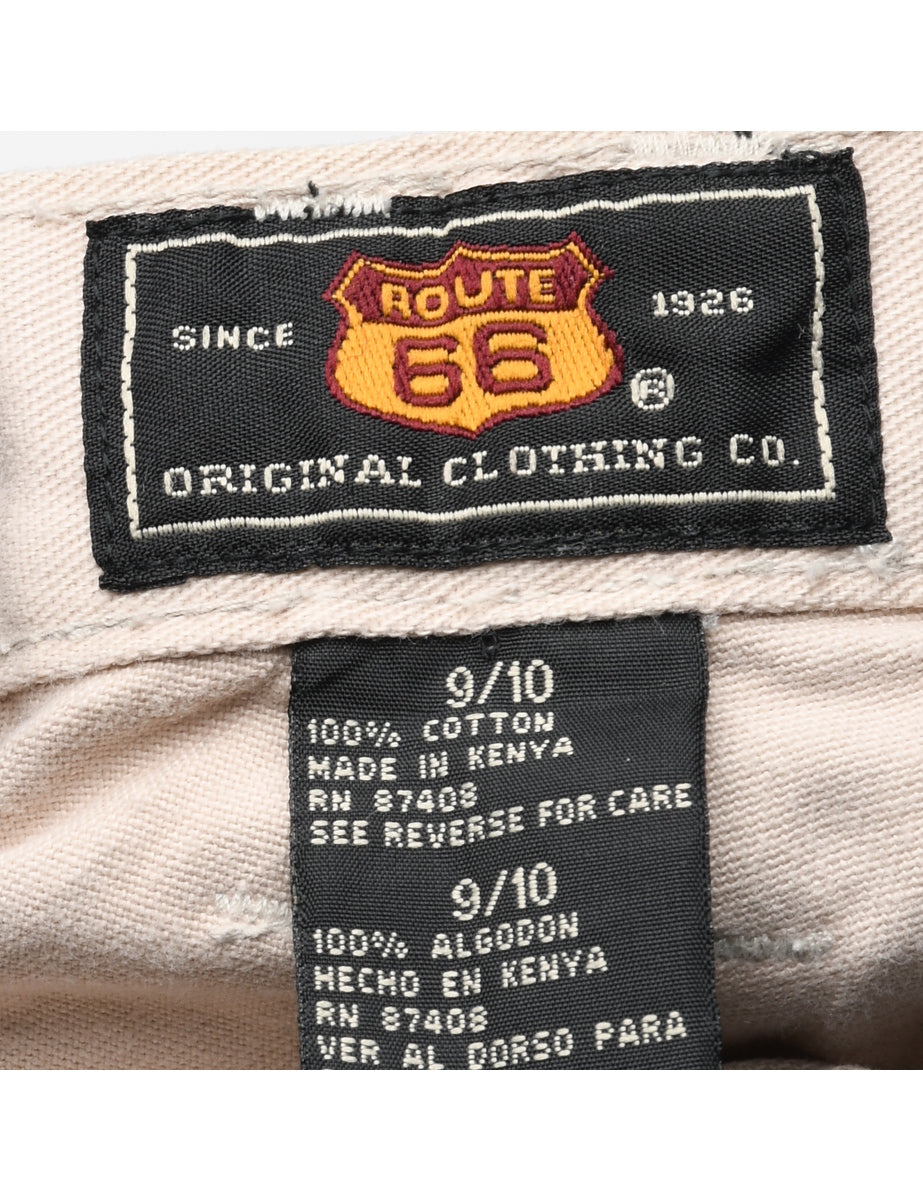 SINCE ROUTE 66 ® 1926
ORIGINAL CLOTHING CO.
9/10
100% COTTON
MADE IN KENYA
RN 87408
SEE REVERSE FOR CARE
9/10
100% ALGODON
HECHO EN KENYA
RN 87408
VER AL DORSO PARA